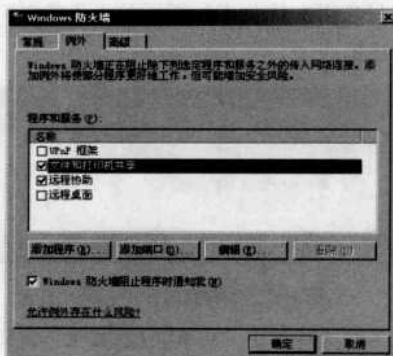 Windows 防火墙
常规 例外 高级
Windows 防火墙正在阻止除下列选定程序和服务之外的传入网络连接。添
加例外将使部分程序更好地工作，但可能增加安全风险。
程序和服务(P):
名称
UPnP 框架
文件和打印机共享
远程协助
远程桌面
添加程序(R)... 添加端口(O)... 编辑(E)... 删除(D)
Windows 防火墙阻止程序时通知我(N)
允许例外存在什么风险?
确定 取消